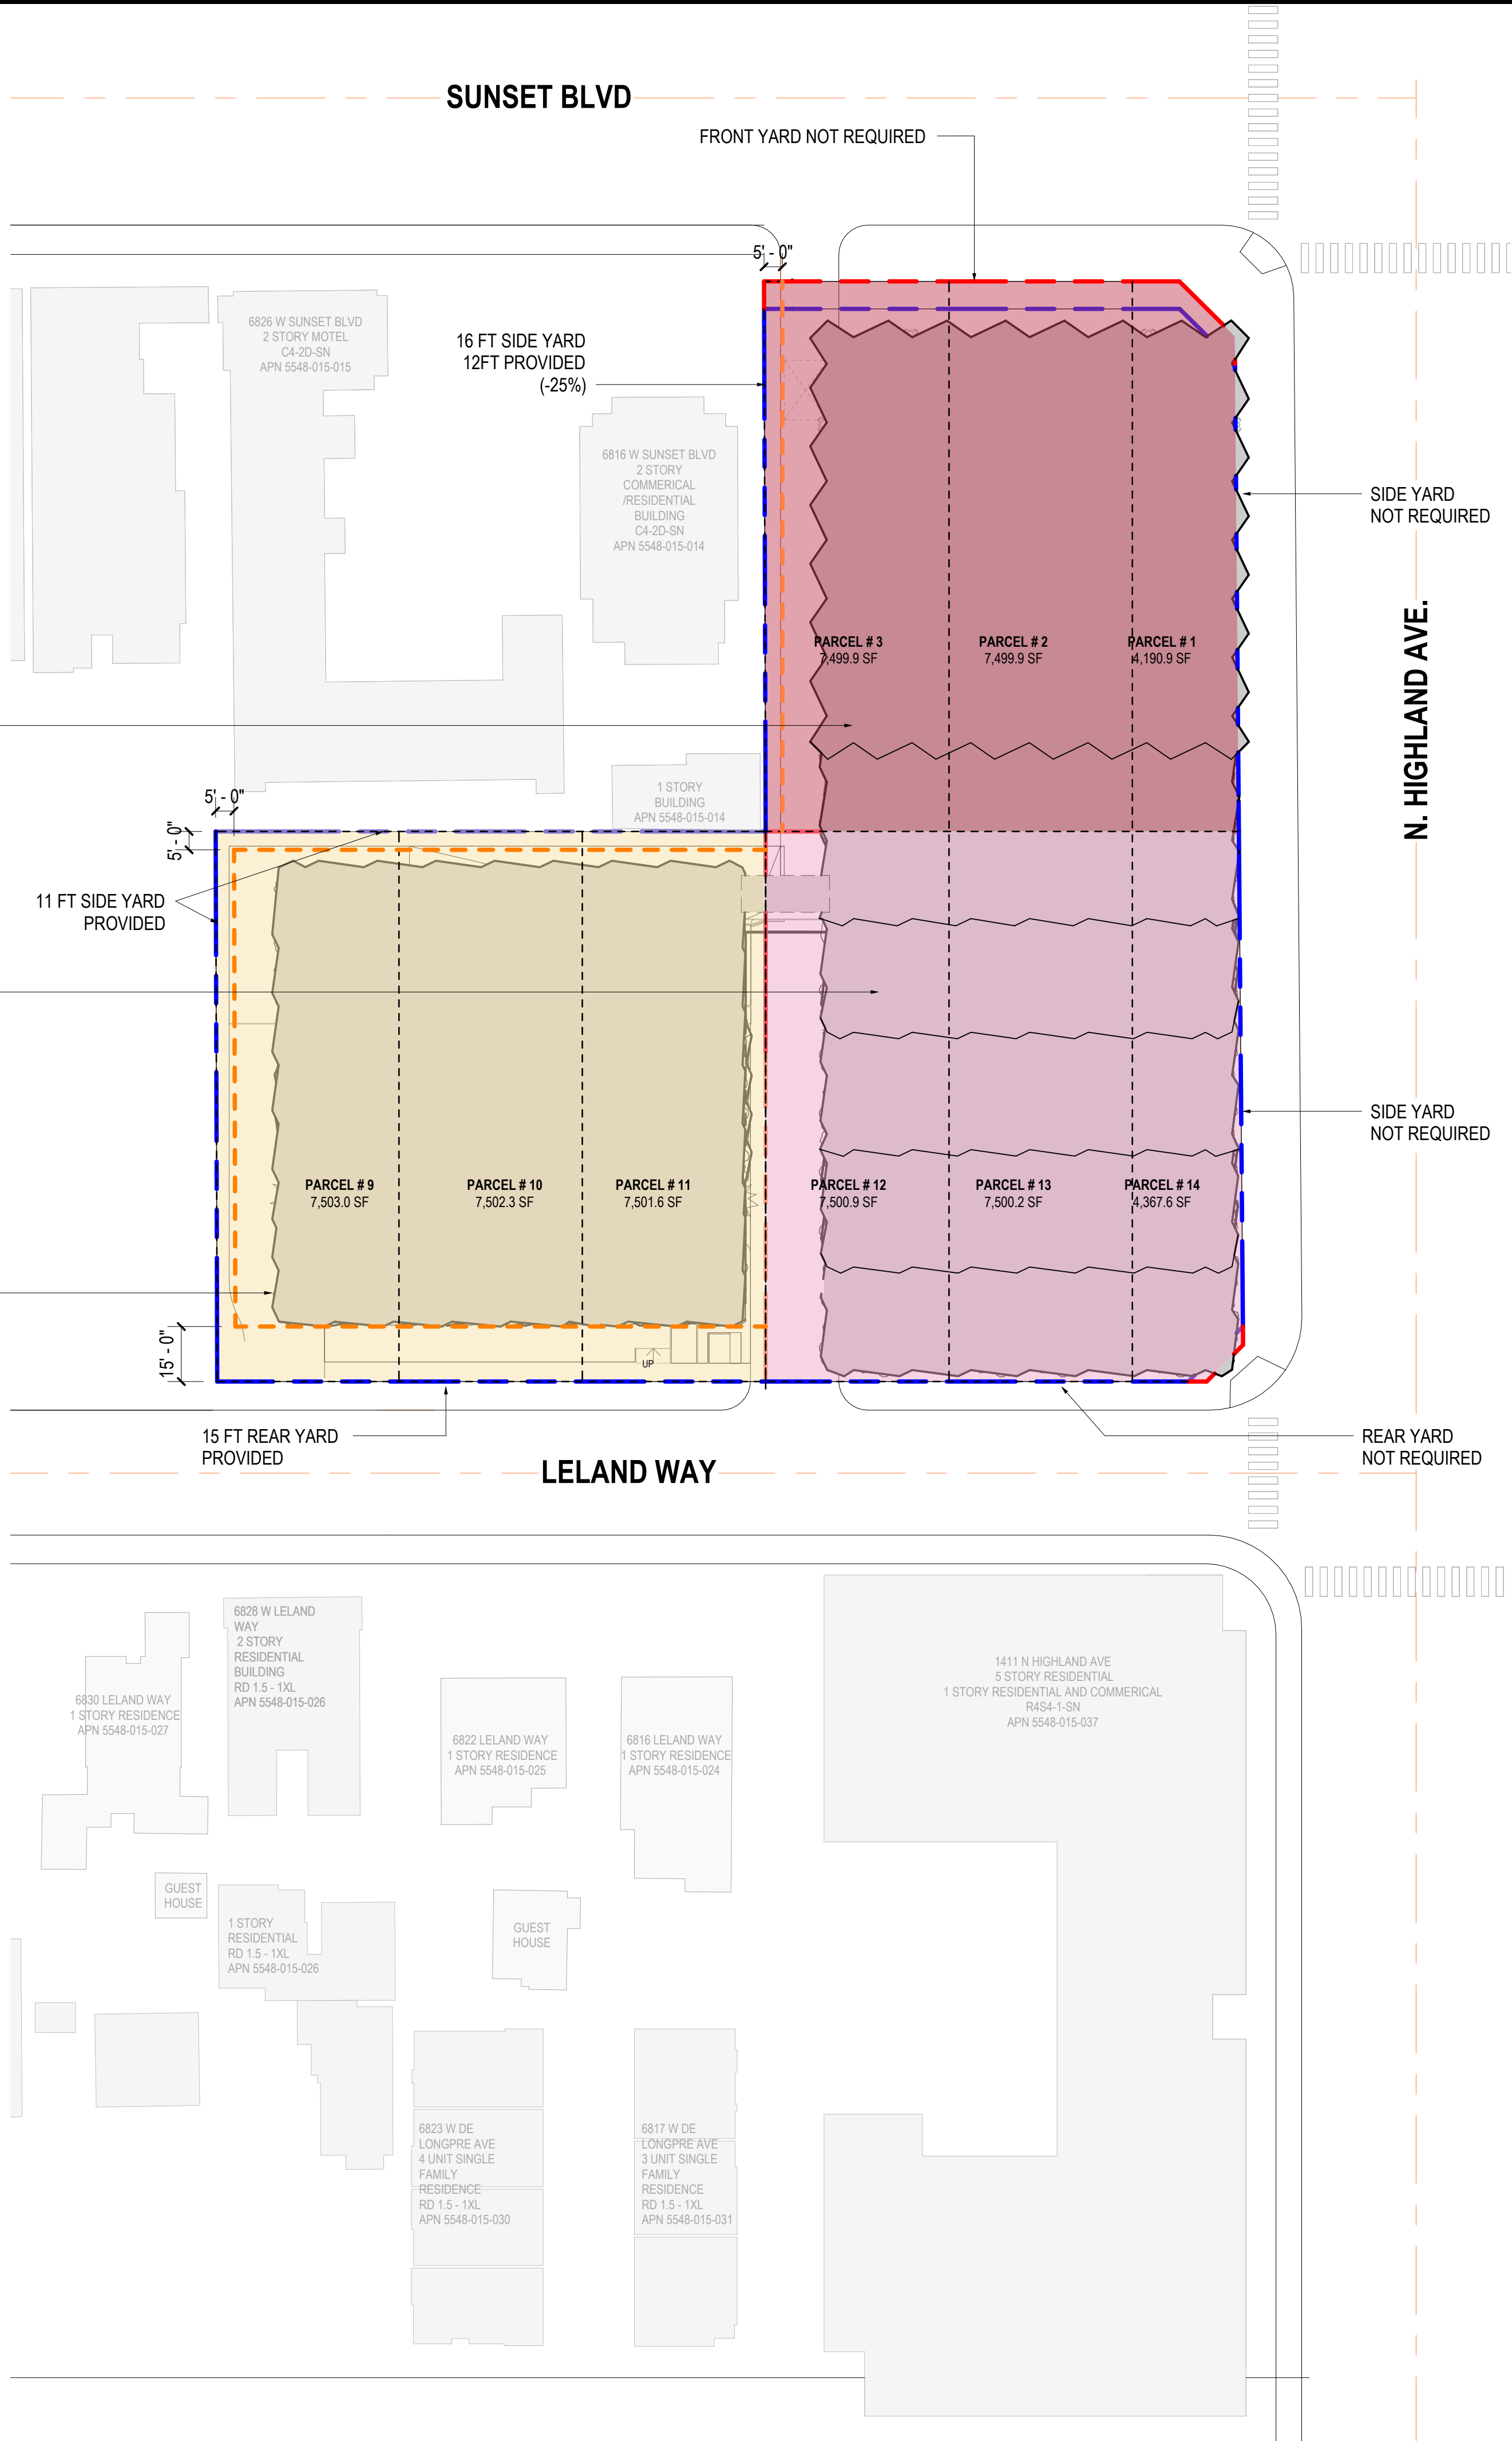 SUNSET BLVD
FRONT YARD NOT REQUIRED
5' - 0"
6826 W SUNSET BLVD
2 STORY MOTEL
C4-2D-SN
APN 5548-015-015
16 FT SIDE YARD
12FT PROVIDED
(-25%)
6816 W SUNSET BLVD
2 STORY
COMMERICAL
/RESIDENTIAL
BUILDING
C4-2D-SN
APN 5548-015-014
SIDE YARD
NOT REQUIRED
N. HIGHLAND AVE.
PARCEL # 3
7,499.9 SF
PARCEL # 2
7,499.9 SF
PARCEL # 1
4,190.9 SF
1 STORY
BUILDING
APN 5548-015-014
5' - 0"
5' - 0"
11 FT SIDE YARD
PROVIDED
SIDE YARD
NOT REQUIRED
PARCEL # 9
7,503.0 SF
PARCEL # 10
7,502.3 SF
PARCEL # 11
7,501.6 SF
PARCEL # 12
7,500.9 SF
PARCEL # 13
7,500.2 SF
PARCEL # 14
4,367.6 SF
15' - 0"
UP
15 FT REAR YARD
PROVIDED
REAR YARD
NOT REQUIRED
LELAND WAY
6828 W LELAND
WAY
2 STORY
RESIDENTIAL
BUILDING
RD 1.5 - 1XL
APN 5548-015-026
6830 LELAND WAY
1 STORY RESIDENCE
APN 5548-015-027
6822 LELAND WAY
1 STORY RESIDENCE
APN 5548-015-025
6816 LELAND WAY
1 STORY RESIDENCE
APN 5548-015-024
1411 N HIGHLAND AVE
5 STORY RESIDENTIAL
1 STORY RESIDENTIAL AND COMMERICAL
R4S4-1-SN
APN 5548-015-037
GUEST
HOUSE
1 STORY
RESIDENTIAL
RD 1.5 - 1XL
APN 5548-015-026
GUEST
HOUSE
6823 W DE
LONGPRE AVE
4 UNIT SINGLE
FAMILY
RESIDENCE
RD 1.5 - 1XL
APN 5548-015-030
6817 W DE
LONGPRE AVE
3 UNIT SINGLE
FAMILY
RESIDENCE
RD 1.5 - 1XL
APN 5548-015-031